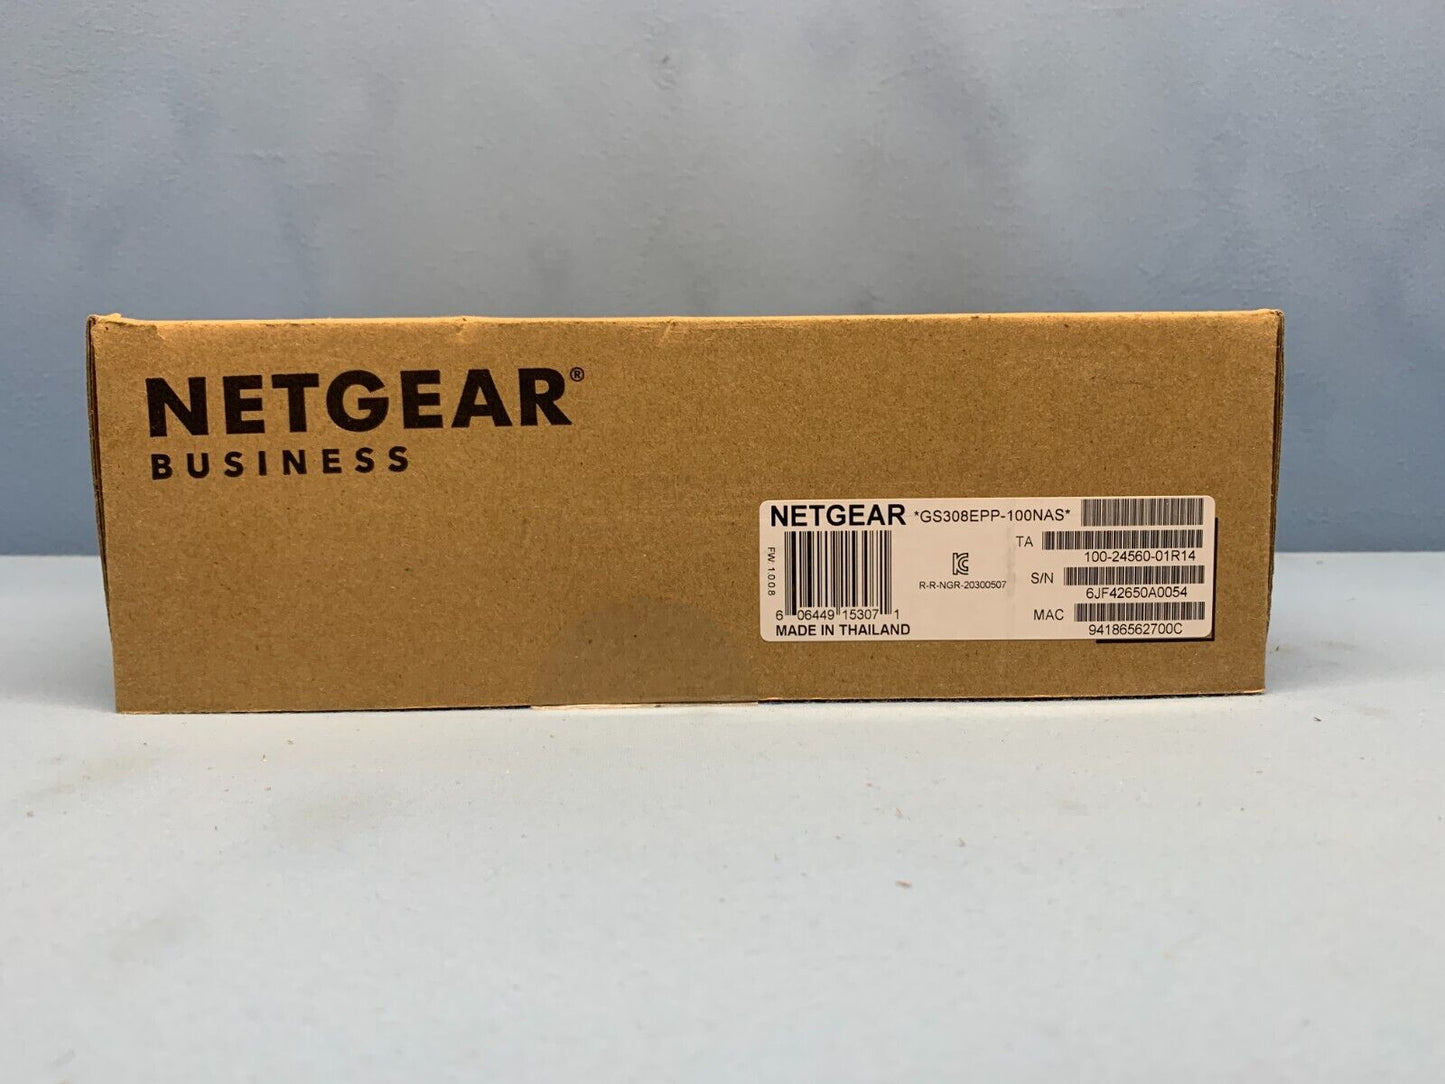 NETGEAR®
BUSINESS
NETGEAR *GS308EPP-100NAS*
TA
100-24560-01R14
FW: 1.0.0.8
R-R-NGR-20300507
S/N
6JF42650A0054
6 06449 15307 1
MAC
MADE IN THAILAND
94186562700C